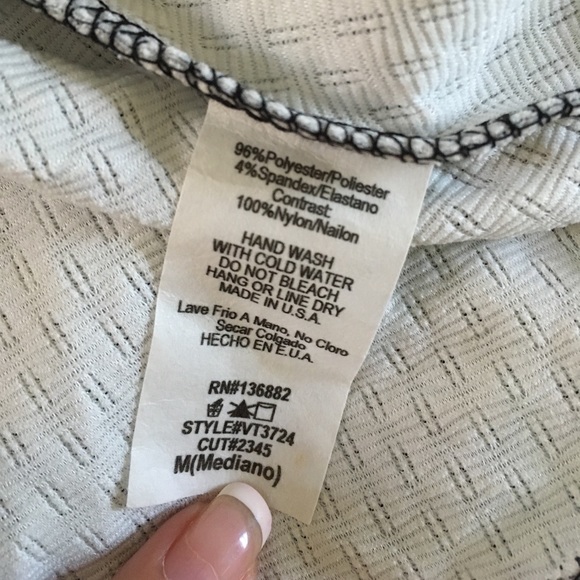 96%Polyester/Poliester
4%Spandex/Elastano
Contrast:
100%Nylon/Nailon
HAND WASH
WITH COLD WATER
DO NOT BLEACH
HANG OR LINE DRY
MADE IN U.S.A.
Lave Frio A Mano. No Cloro
Secar Colgado
HECHO EN E.U.A.
RN#136882
STYLE#VT3724
CUT#2345
M(Mediano)